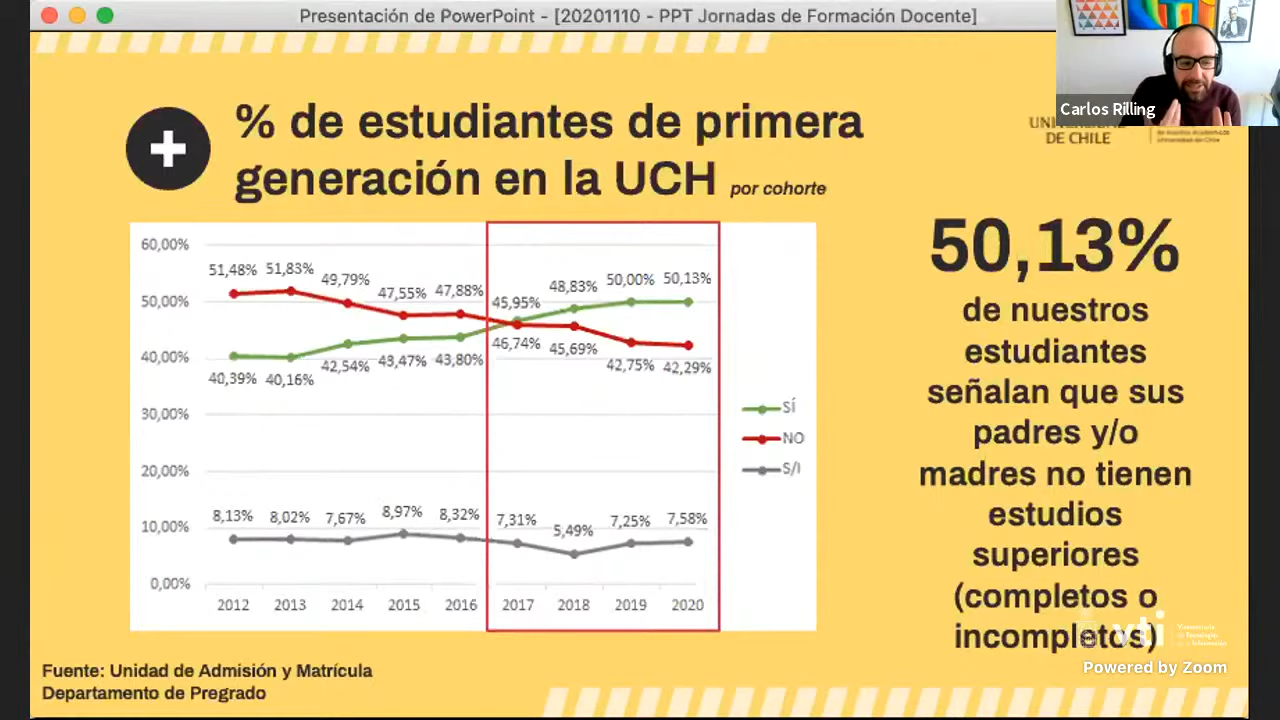 Presentación de PowerPoint - [20201110 - PPT Jornadas de Formación Docente]
Carlos Rilling
% de estudiantes de primera
generación en la UCH por cohorte
DE CHILE
50,13%
de nuestros
estudiantes
señalan que sus
padres y/o
madres no tienen
estudios
superiores
(completos o
incompletos)
60,00%
50,00%
40,00%
30,00%
20,00%
10,00%
0,00%
51,48% 51,83% 49,79% 47,55% 47,88% 45,95% 48,83% 50,00% 50,13%
40,39% 40,16% 42,54% 43,47% 43,80% 46,74% 45,69% 42,75% 42,29%
8,13% 8,02% 7,67% 8,97% 8,32% 7,31% 5,49% 7,25% 7,58%
2012 2013 2014 2015 2016 2017 2018 2019 2020
SÍ
NO
S/I
vti
Powered by Zoom
Fuente: Unidad de Admisión y Matrícula
Departamento de Pregrado